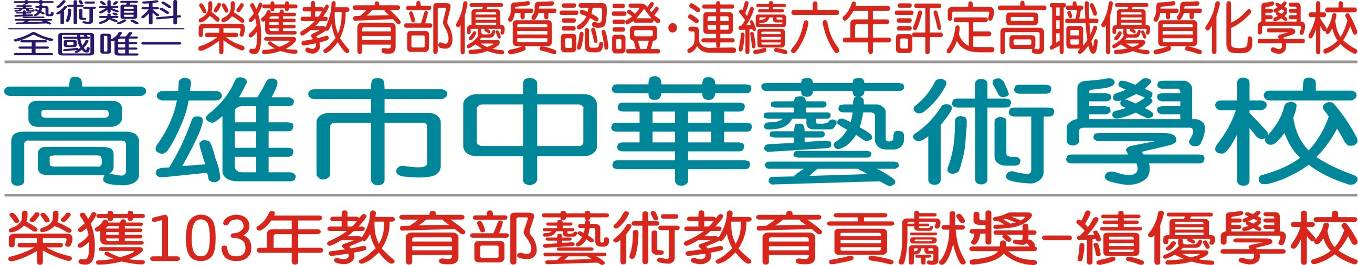 藝術類科
全國唯一
榮獲教育部優質認證·連續六年評定高職優質化學校
高雄市中華藝術學校
榮獲103年教育部藝術教育貢獻獎-績優學校